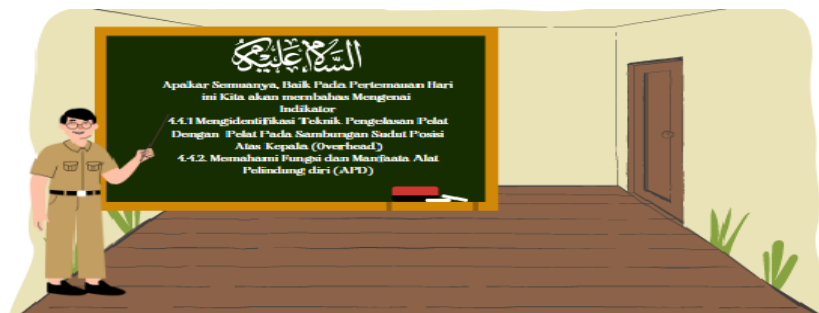 السلام عليكم
Apakar Semuanya, Baik Pada Pertemauan Hari
ini Kita akan membahas Mengenai
Indikator
4.4.1 Mengidentifikasi Teknik Pengelasan Pelat
Dengan Pelat Pada Sambungan Sudut Posisi
Atas Kepala (Overhead)
4.4.2. Memahami Fungsi dan Manfaata Alat
Pelindung diri (APD)